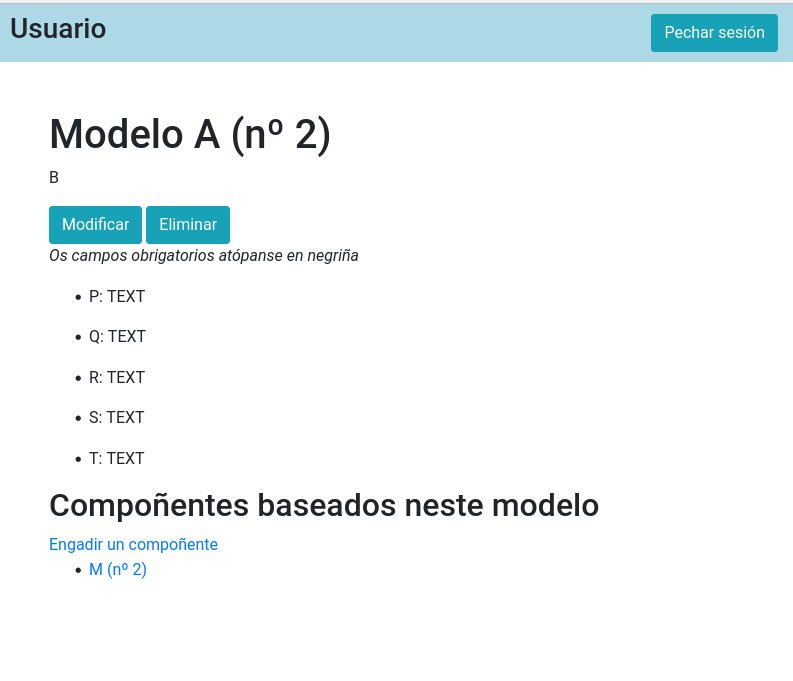 Usuario
Pechar sesión
Modelo A (nº 2)
B
Modificar Eliminar
Os campos obrigatorios atópanse en negriña
• P: TEXT
• Q: TEXT
• R: TEXT
• S: TEXT
• T: TEXT
Compoñentes baseados neste modelo
Engadir un compoñente
• M (nº 2)